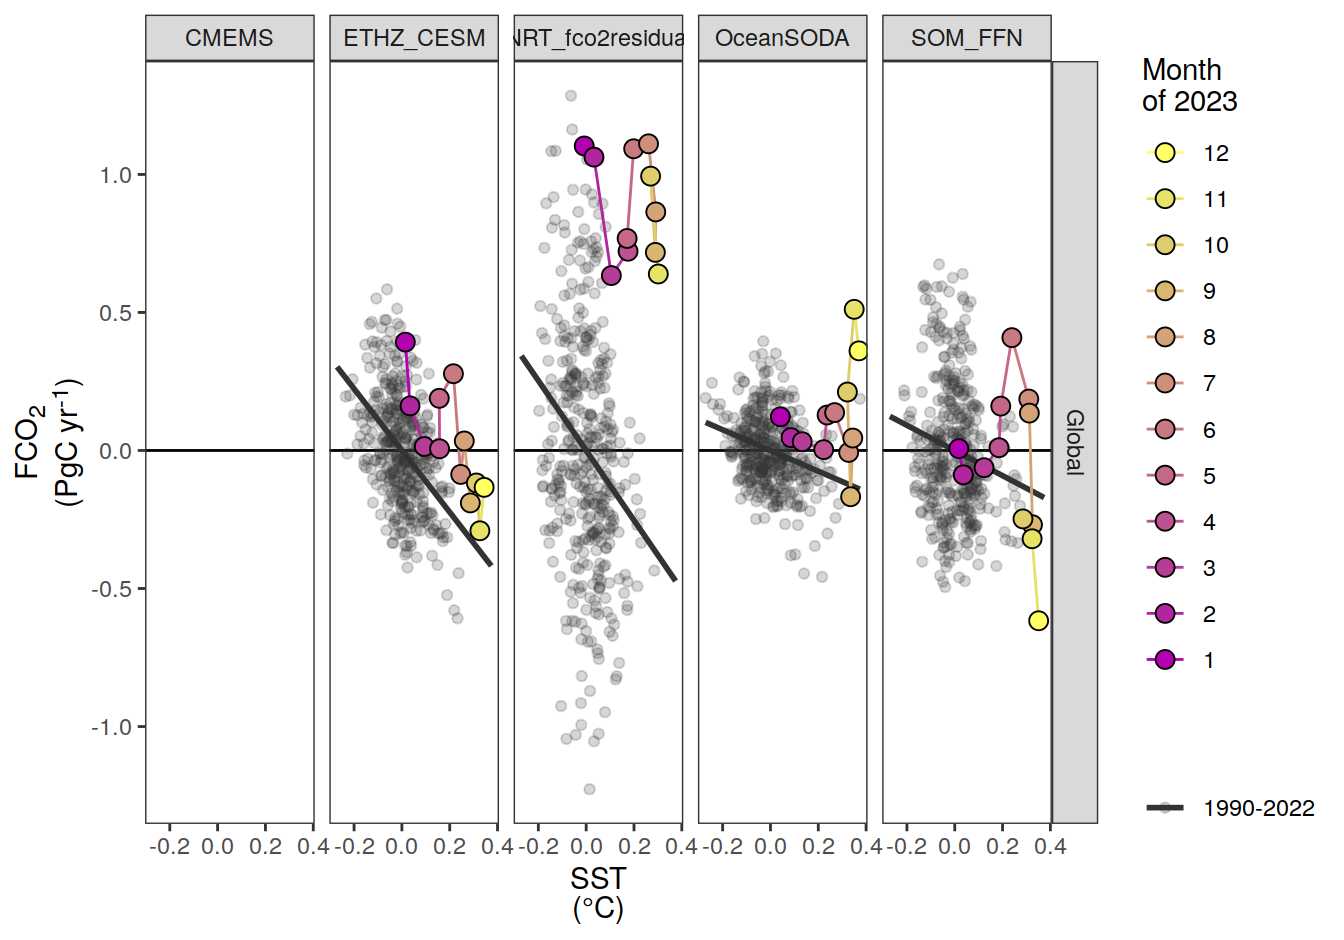 CMEMS ETHZ_CESM NRT_fco2residua OceanSODA SOM_FFN
Month
of 2023
12
11
10
9
8
7
6
5
4
3
2
1
1990-2022
1.0
0.5
0.0
-0.5
-1.0
FCO2
(PgC yr-1)
Global
-0.2 0.0 0.2 0.4 -0.2 0.0 0.2 0.4 -0.2 0.0 0.2 0.4 -0.2 0.0 0.2 0.4 -0.2 0.0 0.2 0.4
SST
(°C)